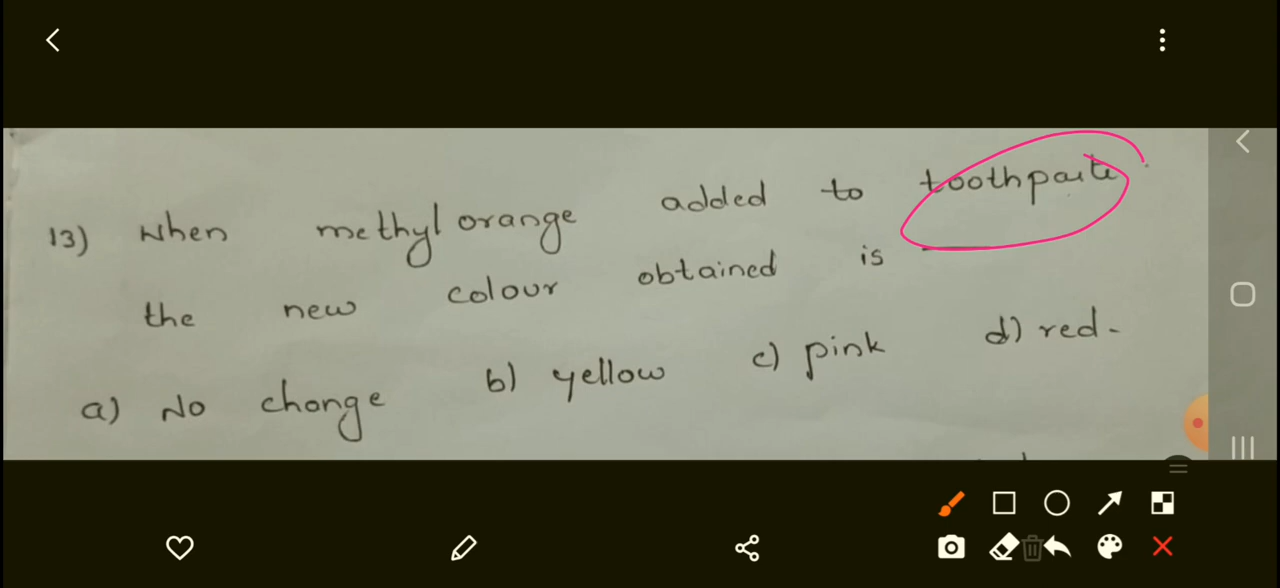 13) When methyl orange added to toothpaste
the new colour obtained is
a) No change b) yellow c) pink d) red.